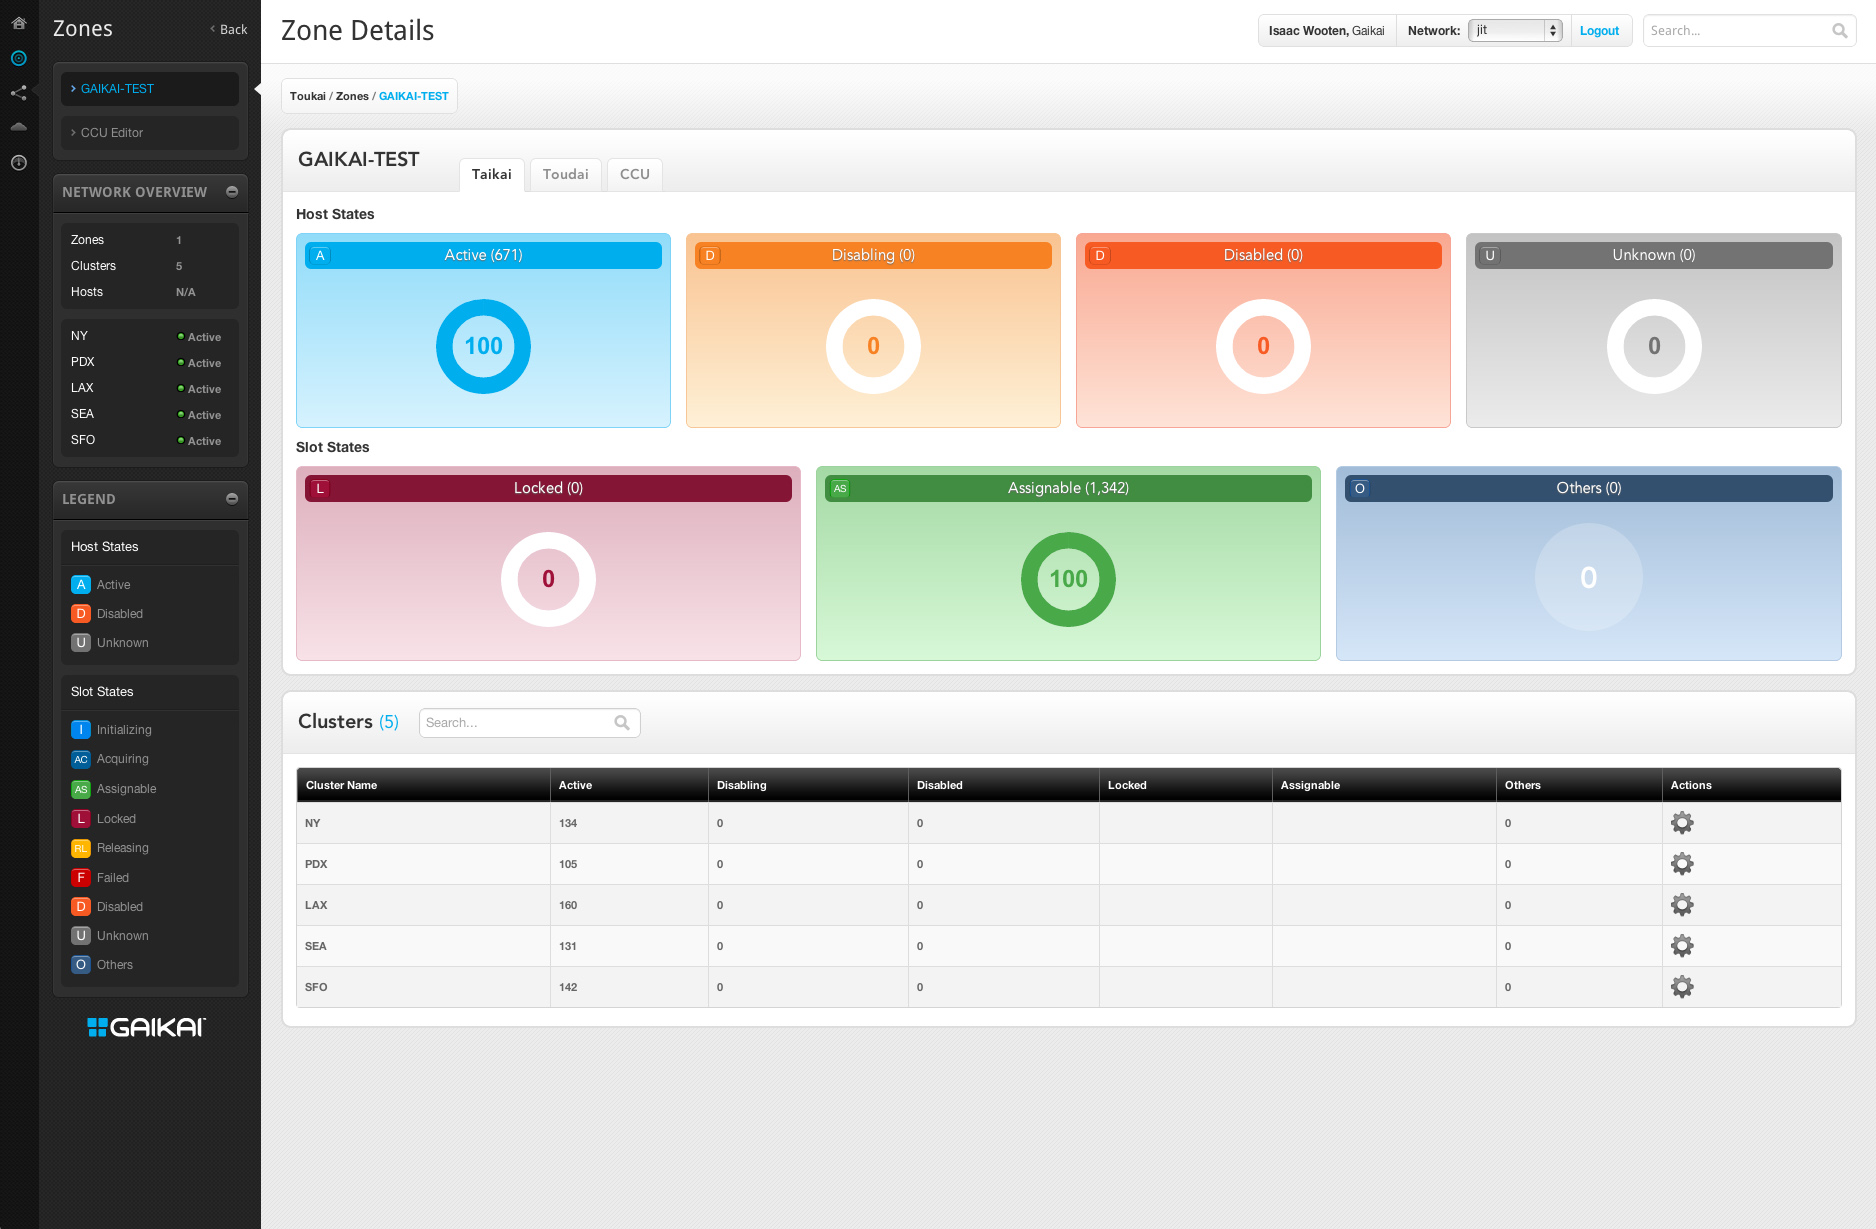 Zones
Back
GAIKAI-TEST
CCU Editor
NETWORK OVERVIEW
Zones 1
Clusters 5
Hosts N/A
NY Active
PDX Active
LAX Active
SEA Active
SFO Active
LEGEND
Host States
A Active
D Disabled
U Unknown
Slot States
I Initializing
AC Acquiring
AS Assignable
L Locked
RL Releasing
F Failed
D Disabled
U Unknown
O Others
GAIKAI
Zone Details
Isaac Wooten, Gaikai Network: jit Logout Search...
Toukai / Zones / GAIKAI-TEST
GAIKAI-TEST Taikai Toudai CCU
Host States
A Active (671) D Disabling (0) D Disabled (0) U Unknown (0)
100 0 0 0
Slot States
L Locked (0) AS Assignable (1,342) O Others (0)
0 100 0
Clusters (5) Search...
Cluster Name Active Disabling Disabled Locked Assignable Others Actions
NY 134 0 0 0
PDX 105 0 0 0
LAX 160 0 0 0
SEA 131 0 0 0
SFO 142 0 0 0